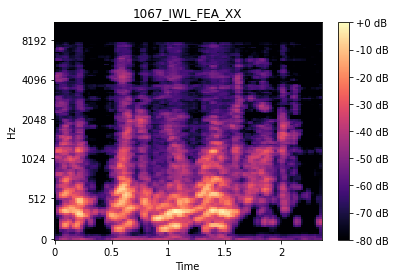 1067_IWL_FEA_XX
+0 dB
8192
-10 dB
4096
-20 dB
-30 dB
2048
Hz
-40 dB
1024
-50 dB
512
-60 dB
-70 dB
0
-80 dB
0 0.5 1 1.5 2
Time